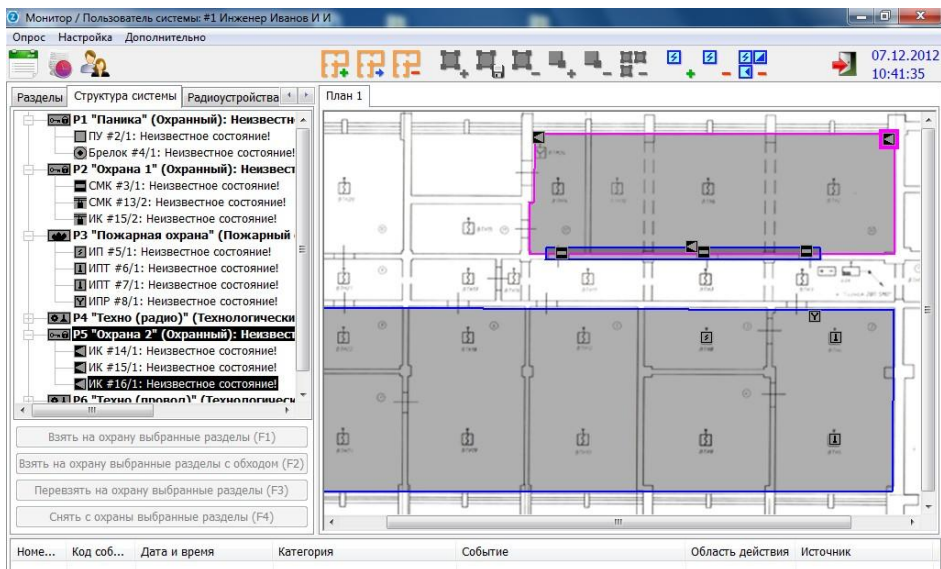 Монитор / Пользователь системы: #1 Инженер Иванов И И
Опрос Настройка Дополнительно
07.12.2012
10:41:35
Разделы Структура системы Радиоустройства
План 1
Р1 "Паника" (Охранный): Неизвестн
ПУ #2/1: Неизвестное состояние!
Брелок #4/1: Неизвестное состояние!
Р2 "Охрана 1" (Охранный): Неизвест
СМК #3/1: Неизвестное состояние!
СМК #13/2: Неизвестное состояние!
ИК #15/2: Неизвестное состояние!
Р3 "Пожарная охрана" (Пожарный
ИП #5/1: Неизвестное состояние!
ИПТ #6/1: Неизвестное состояние!
ИПТ #7/1: Неизвестное состояние!
ИПР #8/1: Неизвестное состояние!
Р4 "Техно (радио)" (Технологически
Р5 "Охрана 2" (Охранный): Неизвест
ИК #14/1: Неизвестное состояние!
ИК #15/1: Неизвестное состояние!
ИК #16/1: Неизвестное состояние!
Р6 "Техно (провод)" (Технологическ
Взять на охрану выбранные разделы (F1)
Взять на охрану выбранные разделы с обходом (F2)
Перевзять на охрану выбранные разделы (F3)
Снять с охраны выбранные разделы (F4)
Номе... Код соб... Дата и время Категория Событие Область действия Источник